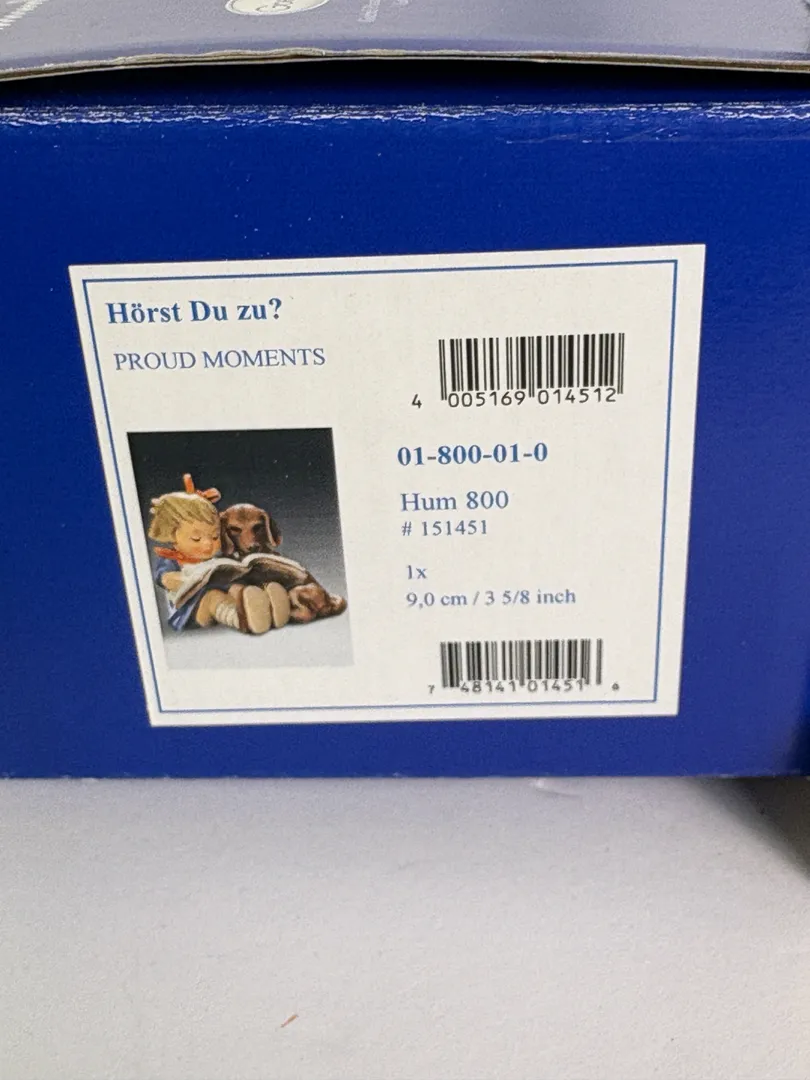 Hörst Du zu?
PROUD MOMENTS
4 005169 014512
01-800-01-0
Hum 800
# 151451
1x
9,0 cm / 3 5/8 inch
7 48141 01451 6